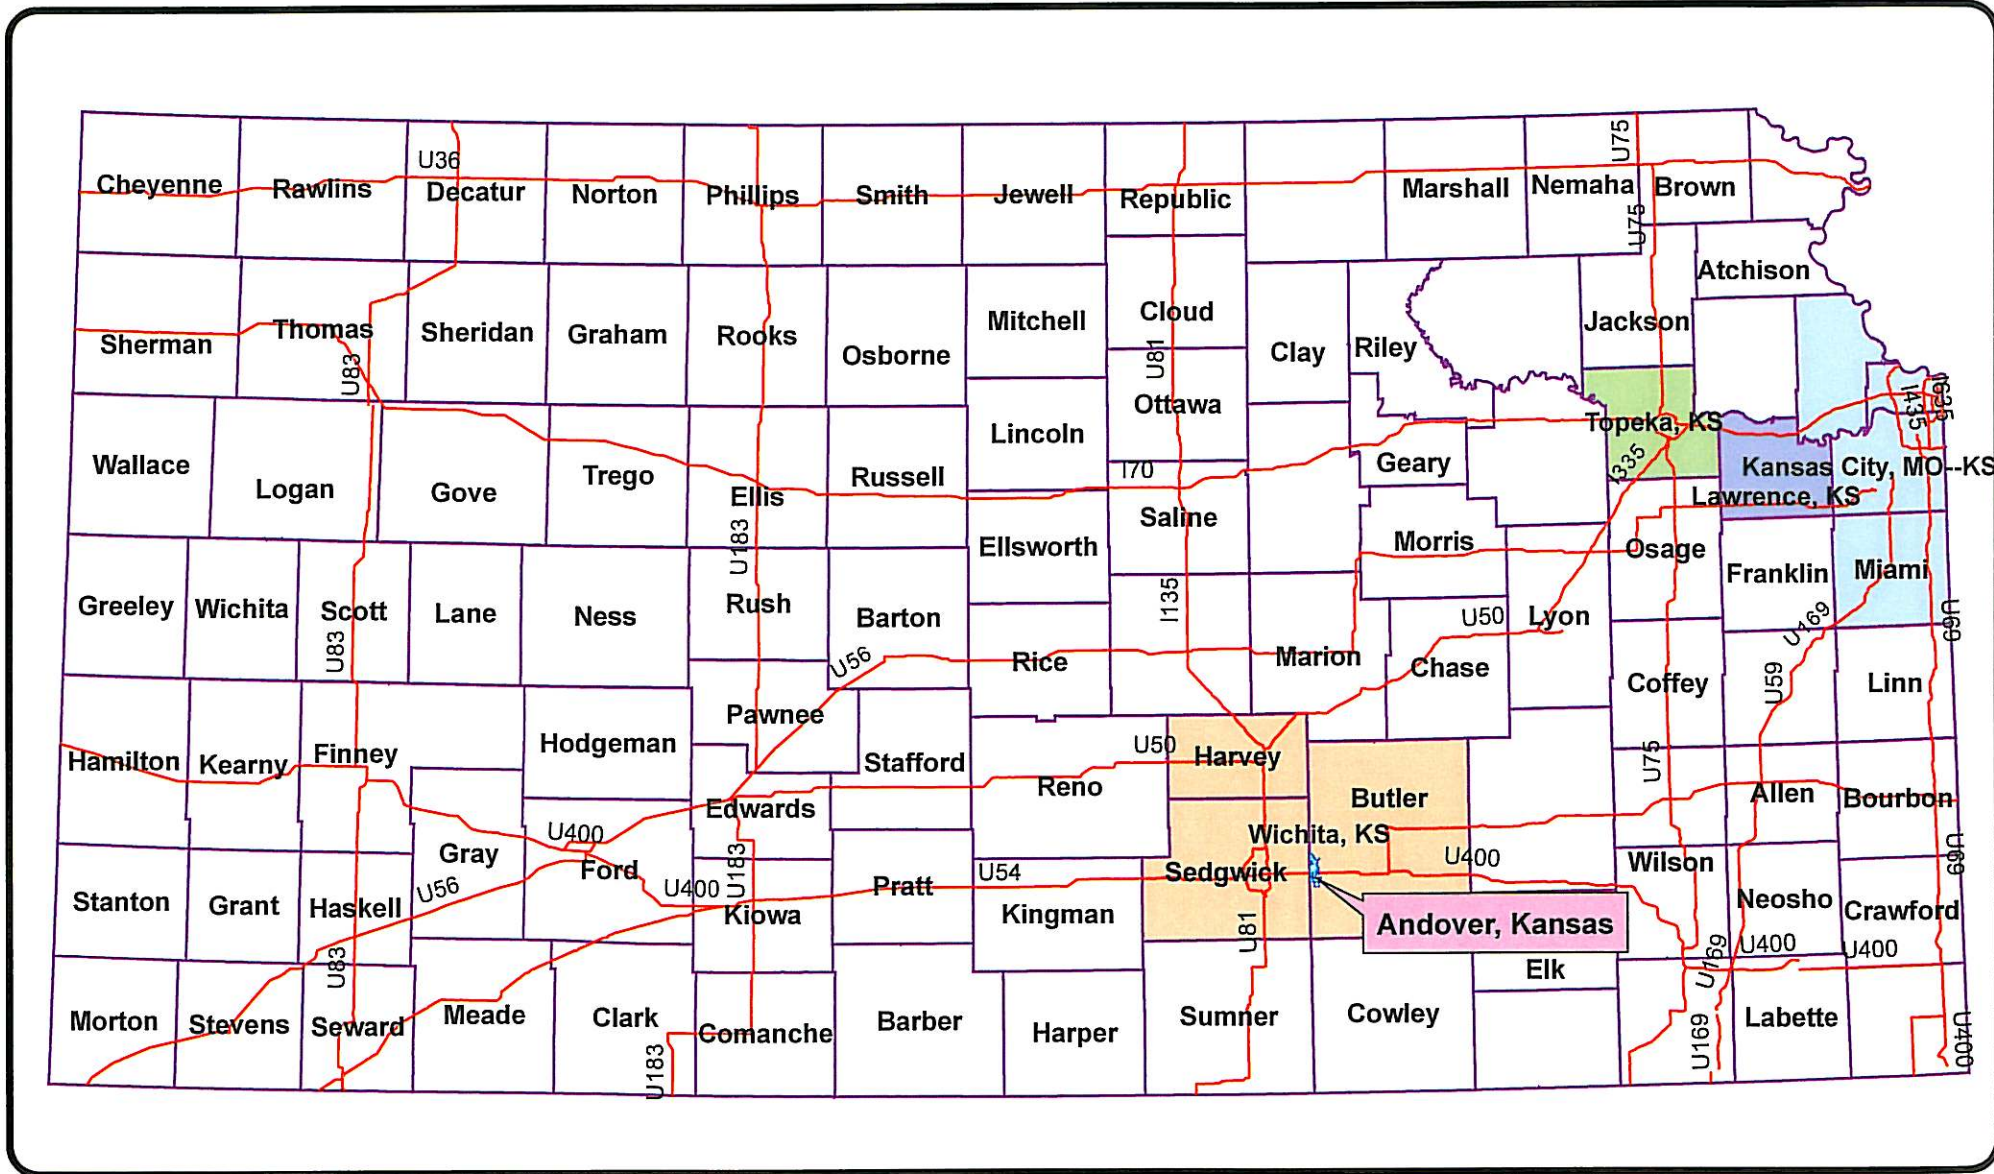 U36
U75
Cheyenne
Rawlins
Decatur
Norton
Phillips
Smith
Jewell
Republic
Marshall
Nemaha
Brown
U75
Atchison
Sherman
Thomas
U83
Sheridan
Graham
Rooks
Osborne
Mitchell
Cloud
U81
Clay
Riley
Jackson
Ottawa
Lincoln
Topeka, KS
I435
I635
Wallace
Logan
Gove
Trego
Ellis
Russell
I70
Geary
I335
Kansas City, MO--KS
Lawrence, KS
U183
Ellsworth
Saline
Morris
Osage
Franklin
Miami
Greeley
Wichita
Scott
U83
Lane
Ness
Rush
Barton
I135
U50
Lyon
U169
U69
U56
Rice
Marion
Chase
Coffey
U59
Linn
Pawnee
Hamilton
Kearny
Finney
Hodgeman
Stafford
U50
Harvey
U75
Reno
Edwards
Butler
Allen
Bourbon
U400
Wichita, KS
Gray
Ford
U183
U56
U400
Pratt
U54
Sedgwick
U400
Wilson
U69
Stanton
Grant
Haskell
Kiowa
Kingman
U81
Andover, Kansas
Neosho
Crawford
U83
U169
U400
U400
Elk
Morton
Stevens
Seward
Meade
Clark
U183
Comanche
Barber
Harper
Sumner
Cowley
U169
Labette
U400